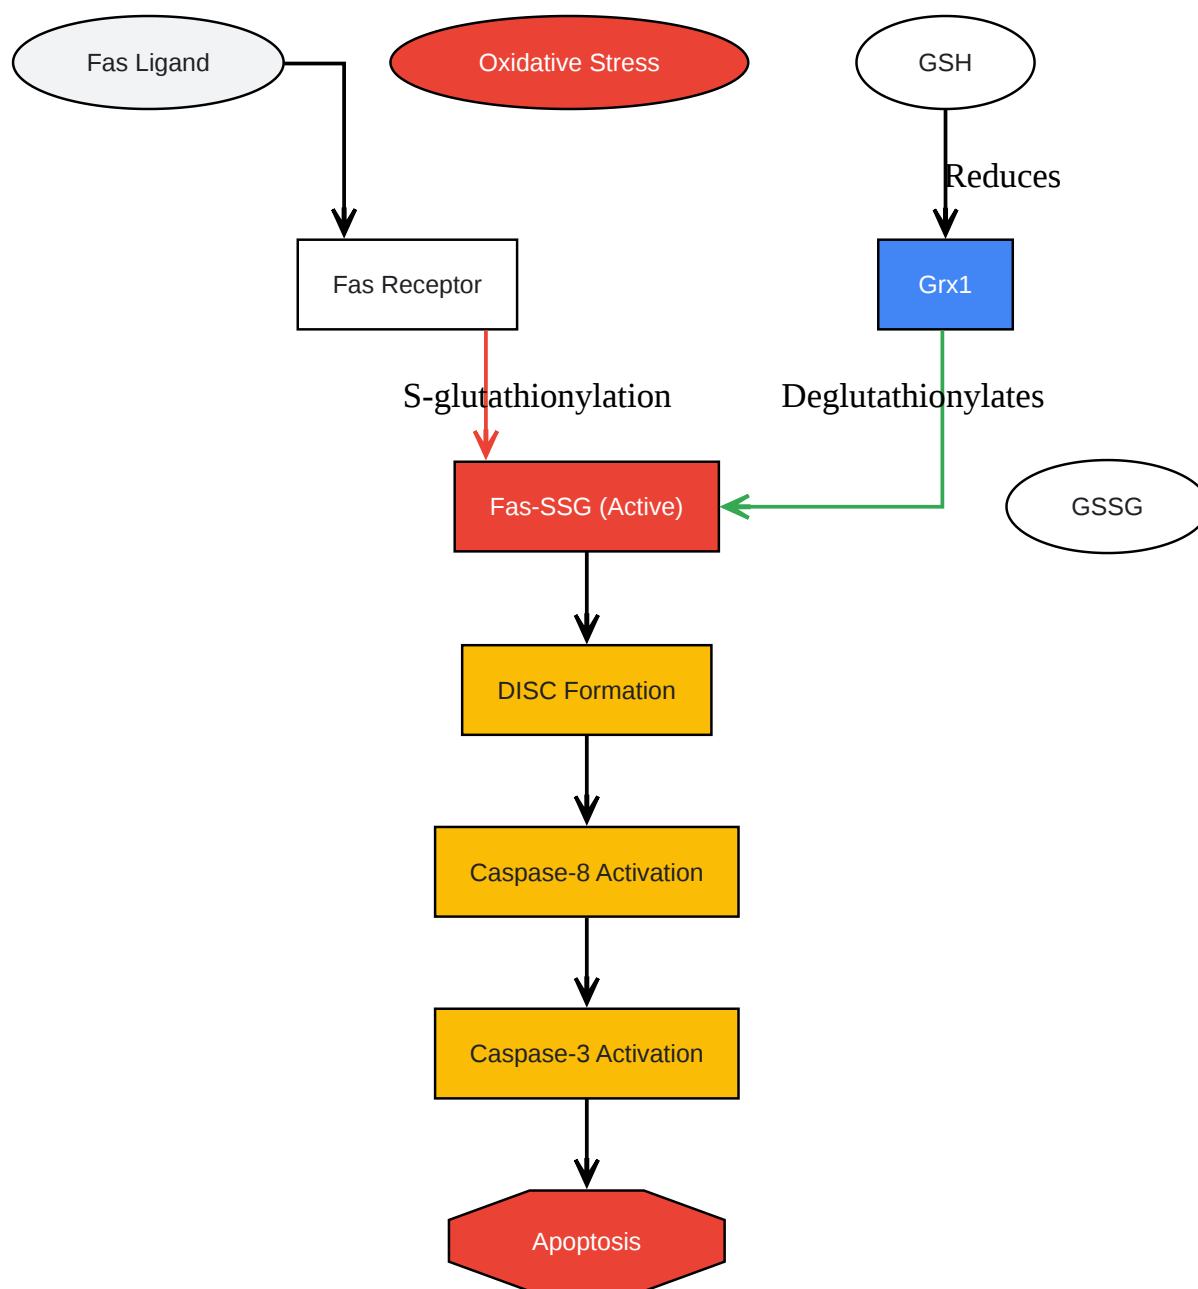 Fas Ligand
Oxidative Stress
GSH
Reduces
Fas Receptor
Grx1
S-glutathionylation
Deglutathionylates
Fas-SSG (Active)
GSSG
DISC Formation
Caspase-8 Activation
Caspase-3 Activation
Apoptosis